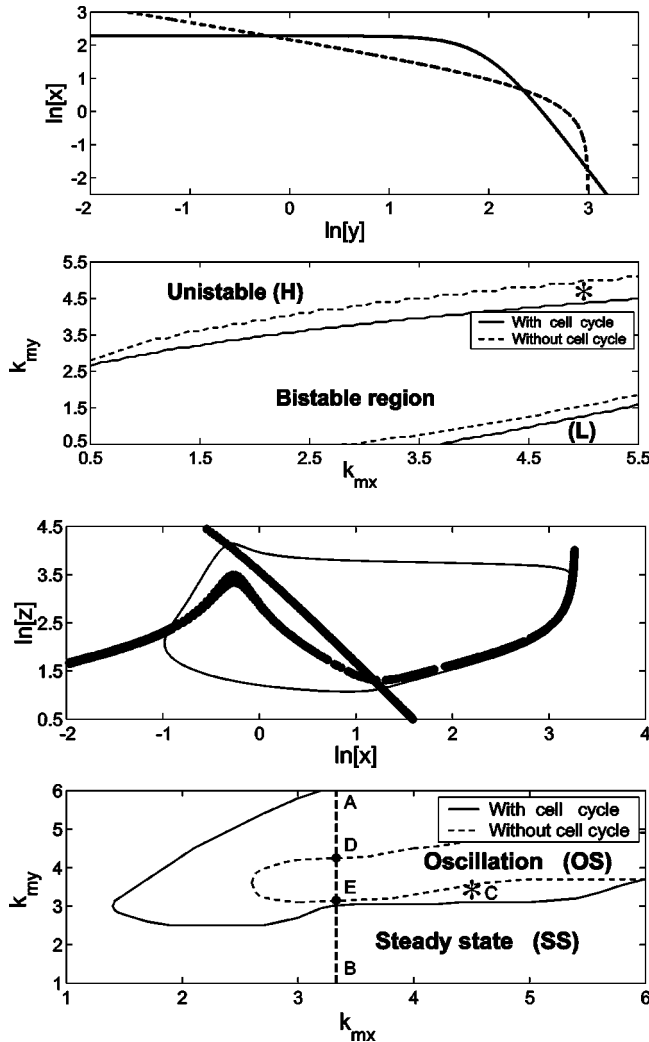 3
2
1
0
-1
-2
ln[x]
-2 -1 0 1 2 3
ln[y]
5.5
4.5
3.5
2.5
1.5
0.5
k_my
Unistable (H)
*
With cell cycle
Without cell cycle
Bistable region
(L)
0.5 1.5 2.5 3.5 4.5 5.5
k_mx
4.5
3.5
2.5
1.5
0.5
ln[z]
-2 -1 0 1 2 3 4
ln[x]
6
5
4
3
2
1
k_my
A
With cell cycle
Without cell cycle
D
Oscillation (OS)
E
* C
Steady state (SS)
B
1 2 3 4 5 6
k_mx